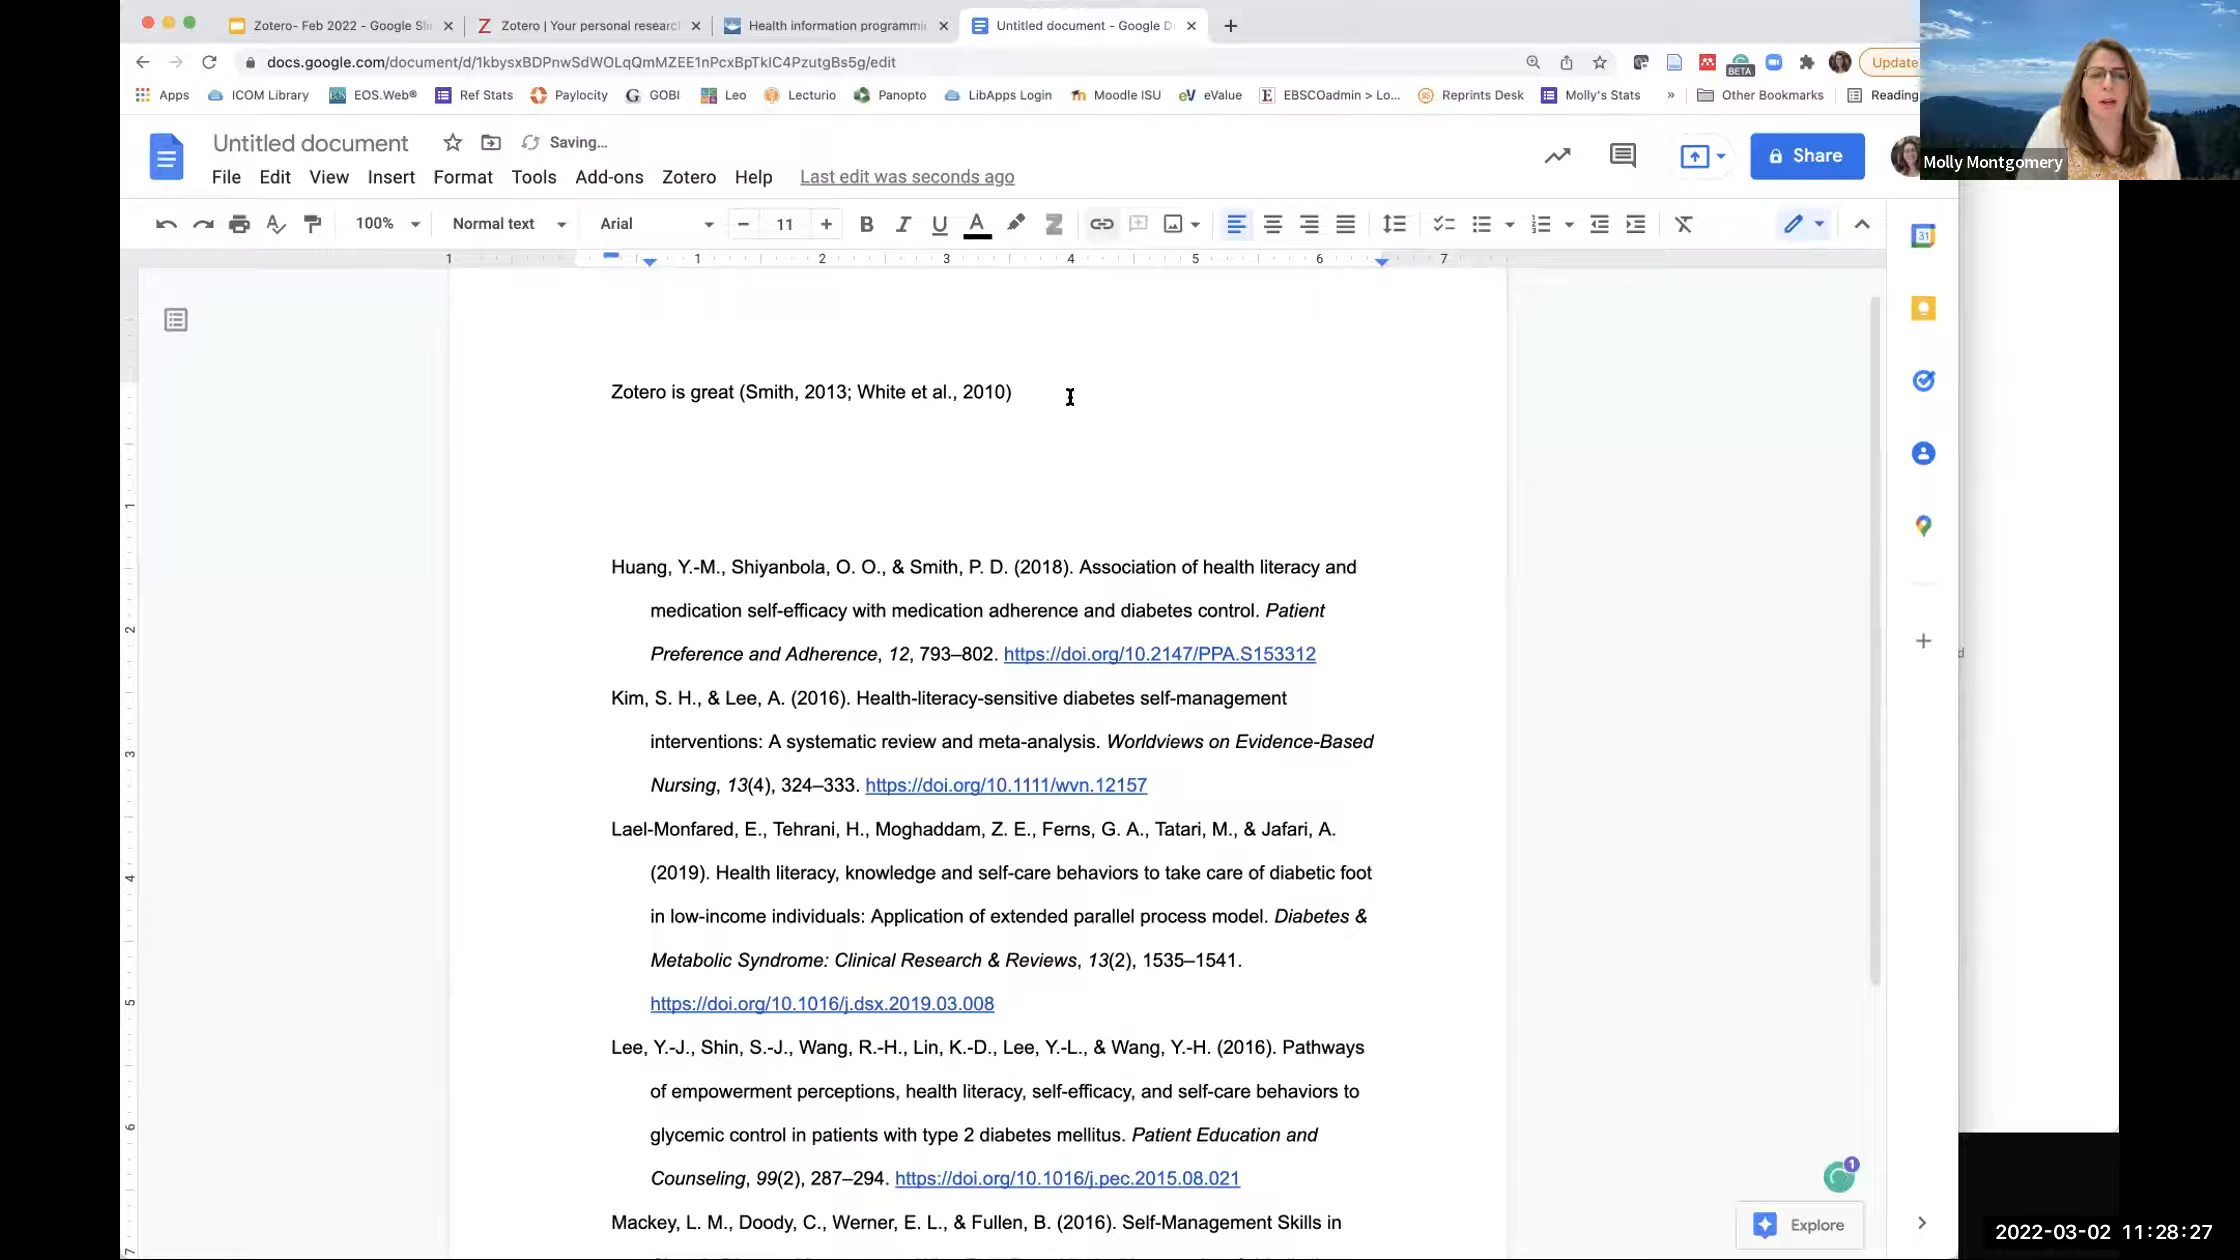 Zotero- Feb 2022 - Google Sli
Zotero | Your personal researc
Health information programmi
Untitled document - Google D
docs.google.com/document/d/1kbysxBDPnwSdWOLqQmMZEE1nPcxBpTkIC4PzutgBs5g/edit
BETA
Update
Apps
ICOM Library
EOS.Web®
Ref Stats
Paylocity
GOBI
Leo
Lecturio
Panopto
LibApps Login
Moodle ISU
eValue
EBSCOadmin > Lo...
Reprints Desk
Molly's Stats
»
Other Bookmarks
Reading
Molly Montgomery
Untitled document
Saving...
Share
File Edit View Insert Format Tools Add-ons Zotero Help Last edit was seconds ago
100% Normal text Arial 11
1 1 2 3 4 5 6 7
31
Zotero is great (Smith, 2013; White et al., 2010)
Huang, Y.-M., Shiyanbola, O. O., & Smith, P. D. (2018). Association of health literacy and
medication self-efficacy with medication adherence and diabetes control. Patient
Preference and Adherence, 12, 793–802. https://doi.org/10.2147/PPA.S153312
Kim, S. H., & Lee, A. (2016). Health-literacy-sensitive diabetes self-management
interventions: A systematic review and meta-analysis. Worldviews on Evidence-Based
Nursing, 13(4), 324–333. https://doi.org/10.1111/wvn.12157
Lael-Monfared, E., Tehrani, H., Moghaddam, Z. E., Ferns, G. A., Tatari, M., & Jafari, A.
(2019). Health literacy, knowledge and self-care behaviors to take care of diabetic foot
in low-income individuals: Application of extended parallel process model. Diabetes &
Metabolic Syndrome: Clinical Research & Reviews, 13(2), 1535–1541.
https://doi.org/10.1016/j.dsx.2019.03.008
Lee, Y.-J., Shin, S.-J., Wang, R.-H., Lin, K.-D., Lee, Y.-L., & Wang, Y.-H. (2016). Pathways
of empowerment perceptions, health literacy, self-efficacy, and self-care behaviors to
glycemic control in patients with type 2 diabetes mellitus. Patient Education and
Counseling, 99(2), 287–294. https://doi.org/10.1016/j.pec.2015.08.021
Mackey, L. M., Doody, C., Werner, E. L., & Fullen, B. (2016). Self-Management Skills in
1
Explore
2022-03-02 11:28:27